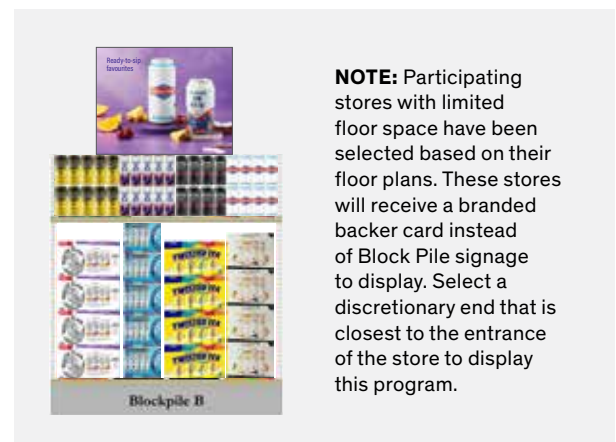 Ready-to-sip
favourites
NOTE: Participating
stores with limited
floor space have been
selected based on their
floor plans. These stores
will receive a branded
backer card instead
of Block Pile signage
to display. Select a
discretionary end that is
closest to the entrance
of the store to display
this program.
TWISTED TEA
TWISTED TEA
TWISTED TEA
TWISTED TEA
Blockpile B